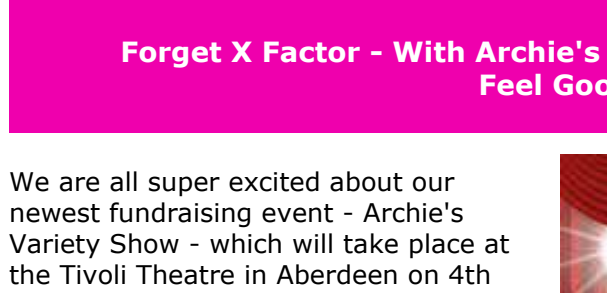 Forget X Factor - With Archie's
Feel
We are all super excited about our
newest fundraising event - Archie's
Variety Show - which will take place at
the Tivoli Theatre in Aberdeen on 4th